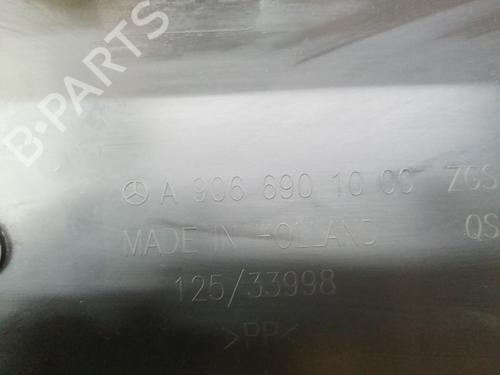 B-PARTS
A 906 690 10 00 ZGS
MADE IN HOLLAND QS
125/33998
>PP<